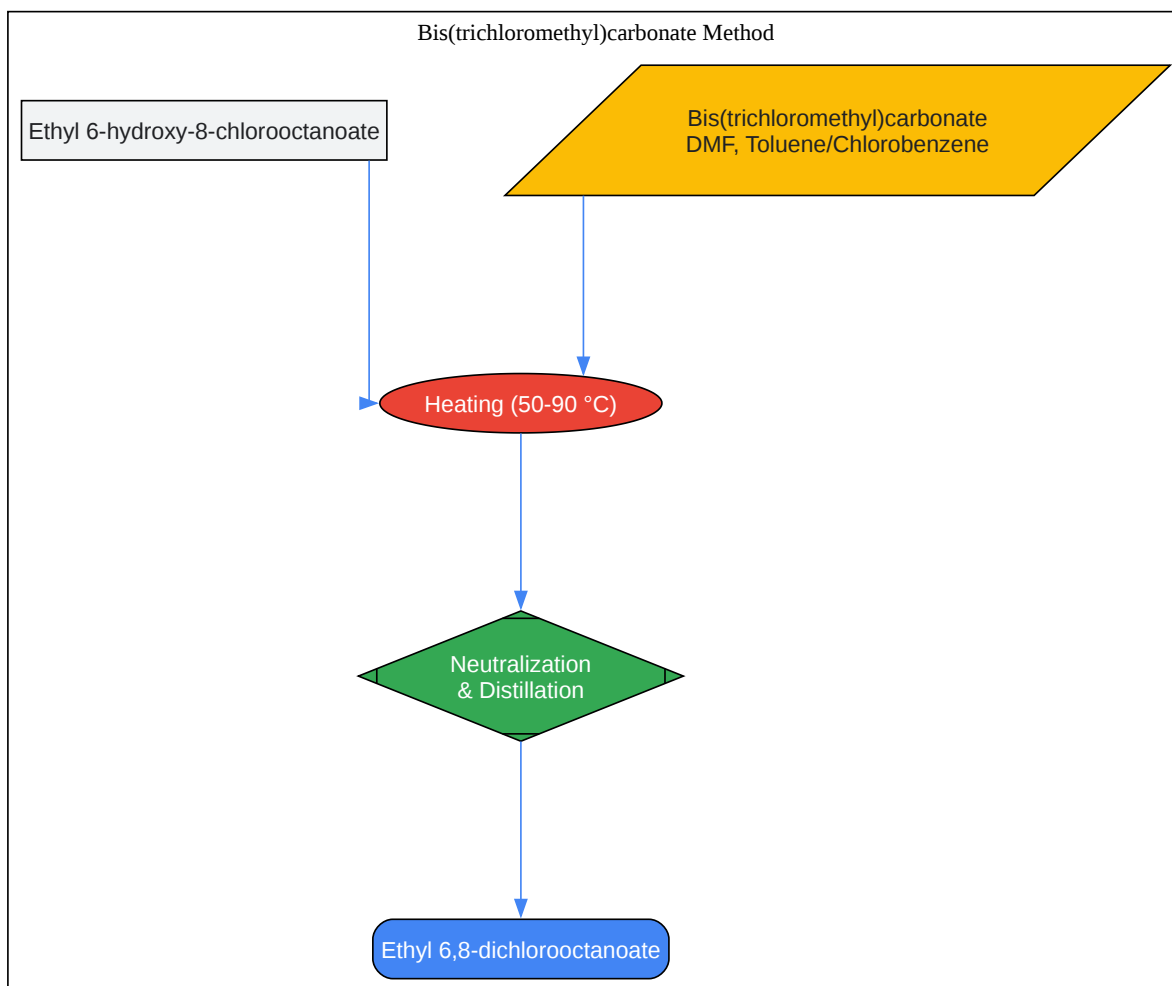 Bis(trichloromethyl)carbonate Method
Ethyl 6-hydroxy-8-chlorooctanoate
Bis(trichloromethyl)carbonate
DMF, Toluene/Chlorobenzene
Heating (50-90 °C)
Neutralization
& Distillation
Ethyl 6,8-dichlorooctanoate